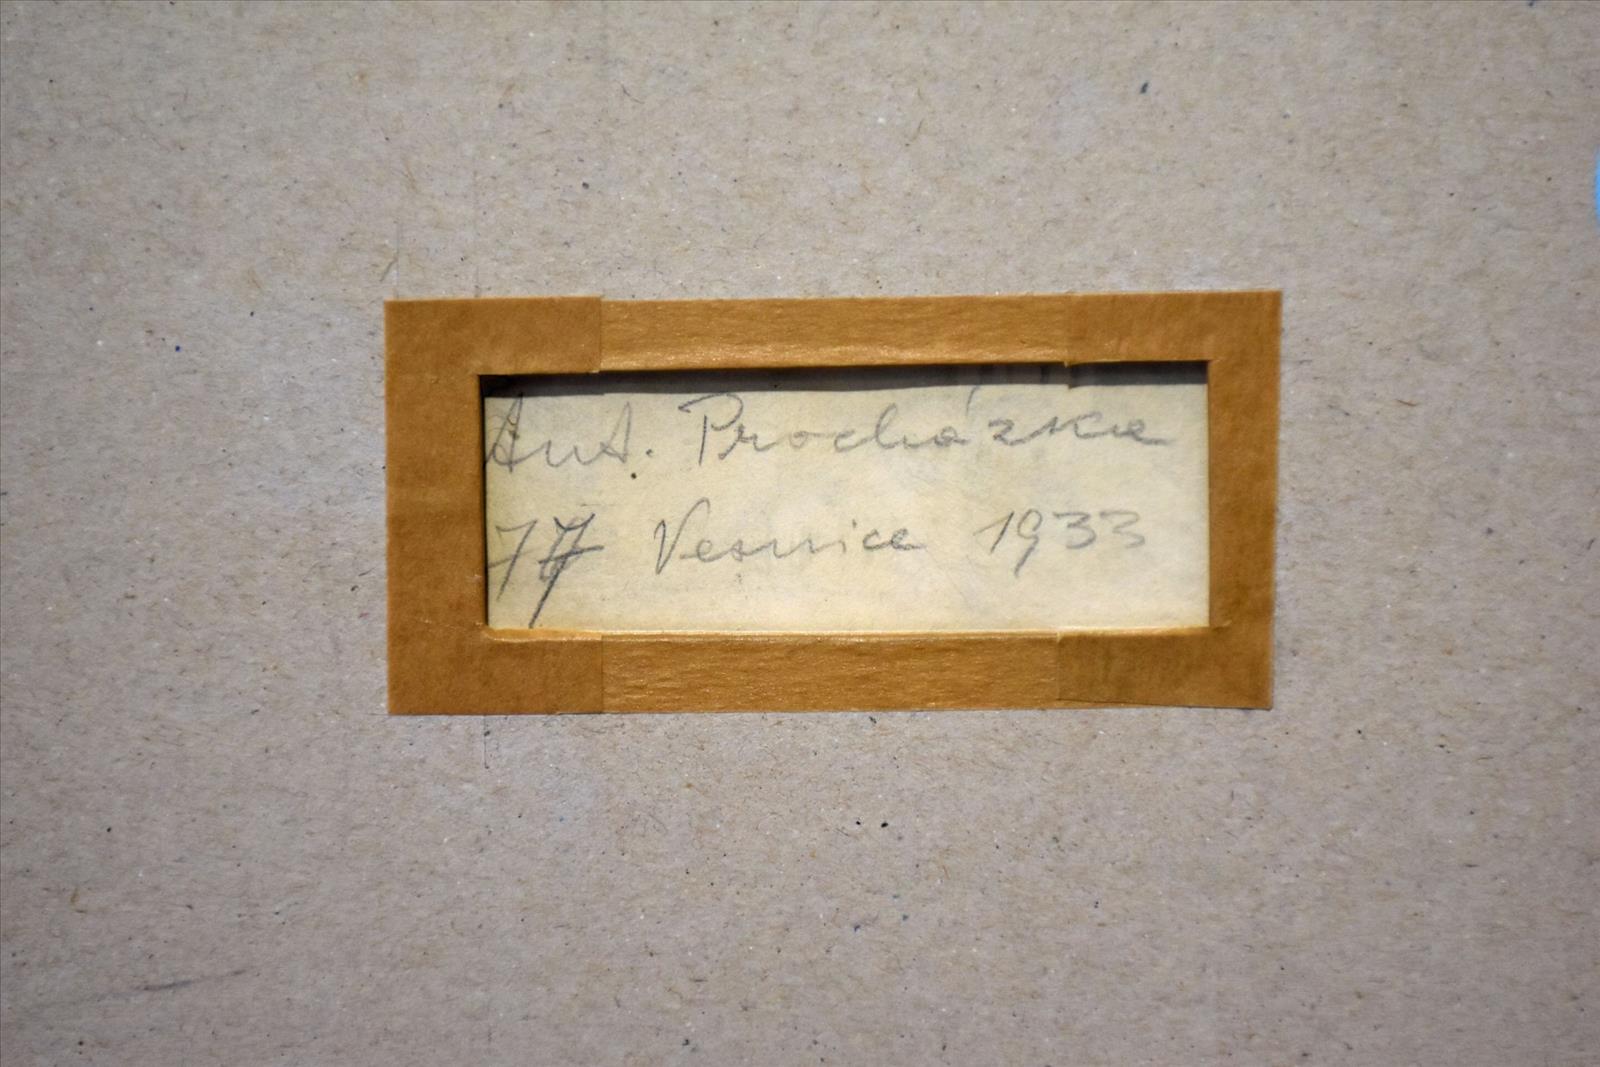 Ant. Procházka
77 Vesnice 1933